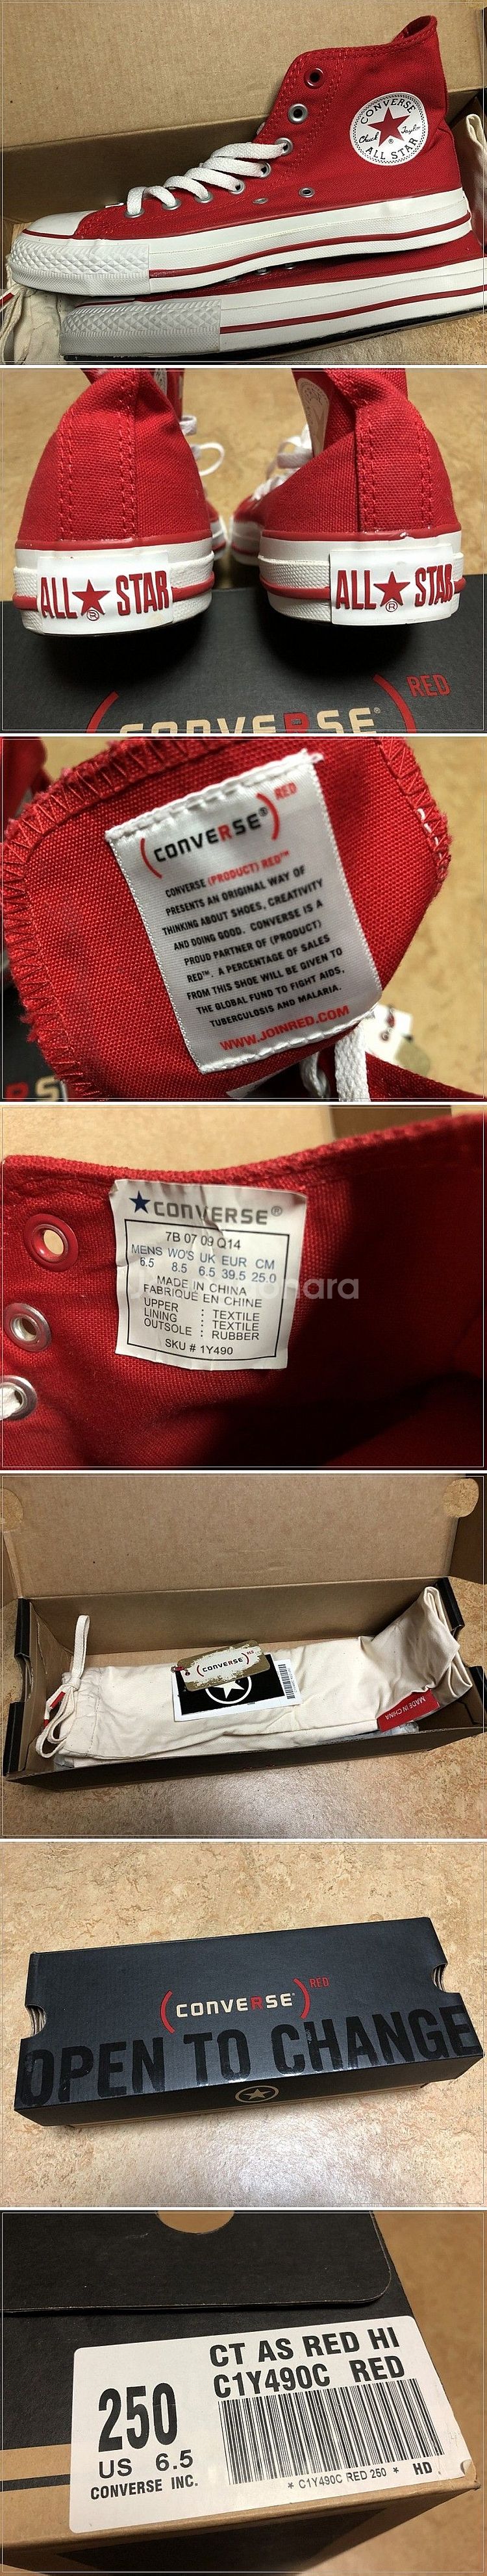 CONVERSE
Chuck Taylor
®
ALL STAR
ALL ® STAR
ALL ® STAR
(CONVERSE®) RED
(CONVERSE®) RED
CONVERSE (PRODUCT) RED™
PRESENTS AN ORIGINAL WAY OF
THINKING ABOUT SHOES, CREATIVITY
AND DOING GOOD. CONVERSE IS A
PROUD PARTNER OF (PRODUCT)
RED™. A PERCENTAGE OF SALES
FROM THIS SHOE WILL BE GIVEN TO
THE GLOBAL FUND TO FIGHT AIDS,
TUBERCULOSIS AND MALARIA.
WWW.JOINRED.COM
CONVERSE®
7B 07 09 Q14
MENS WO'S UK EUR CM
6.5 8.5 6.5 39.5 25.0
MADE IN CHINA
FABRIQUE EN CHINE
UPPER : TEXTILE
LINING : TEXTILE
OUTSOLE : RUBBER
SKU # 1Y490
(CONVERSE) RED
MADE IN CHINA
(CONVERSE®) RED
OPEN TO CHANGE
CT AS RED HI
C1Y490C RED
250
US 6.5
CONVERSE INC.
* C1Y490C RED 250 * HD